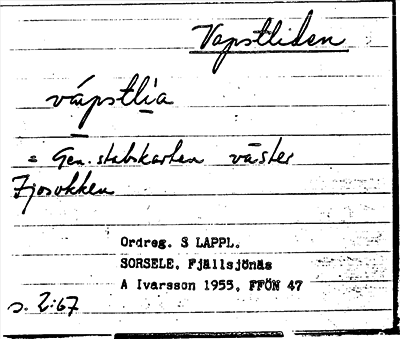 Vapstliden
vápstlia
= Gen. stabskarten väster
Fjosokken
Ordreg. S LAPPL.
SORSELE, Fjällsjönäs
A Ivarsson 1955, FFÖN 47
s. 2:67